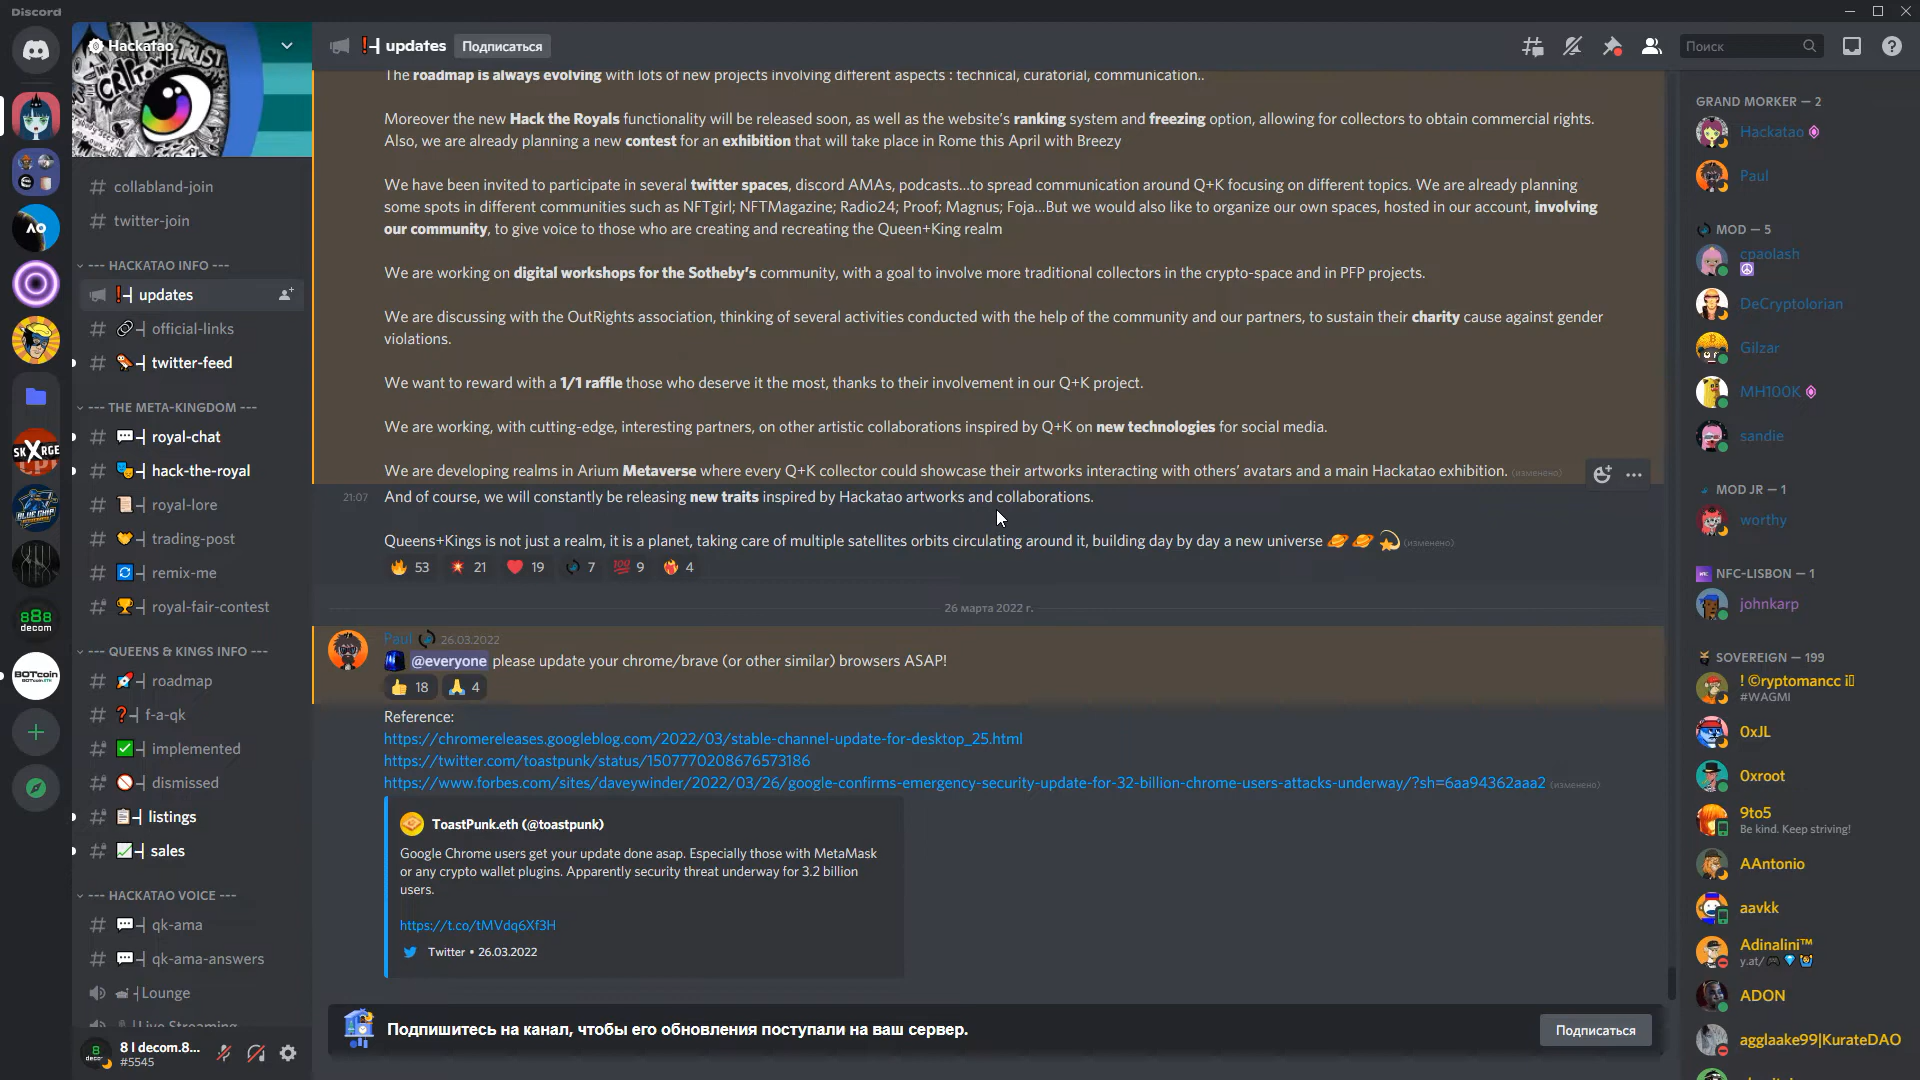 Discord
Hackatao
collabland-join
twitter-join
--- HACKATAO INFO ---
updates
official-links
twitter-feed
--- THE META-KINGDOM ---
royal-chat
hack-the-royal
royal-lore
trading-post
remix-me
royal-fair-contest
--- QUEENS & KINGS INFO ---
roadmap
f-a-qk
implemented
dismissed
listings
sales
--- HACKATAO VOICE ---
qk-ama
qk-ama-answers
Lounge
Live Streaming
8 l decom.8...
#5545
updates
Подписаться
Поиск
The roadmap is always evolving with lots of new projects involving different aspects : technical, curatorial, communication..
Moreover the new Hack the Royals functionality will be released soon, as well as the website's ranking system and freezing option, allowing for collectors to obtain commercial rights.
Also, we are already planning a new contest for an exhibition that will take place in Rome this April with Breezy
We have been invited to participate in several twitter spaces, discord AMAs, podcasts...to spread communication around Q+K focusing on different topics. We are already planning
some spots in different communities such as NFTgirl; NFTMagazine; Radio24; Proof; Magnus; Foja...But we would also like to organize our own spaces, hosted in our account, involving
our community, to give voice to those who are creating and recreating the Queen+King realm
We are working on digital workshops for the Sotheby's community, with a goal to involve more traditional collectors in the crypto-space and in PFP projects.
We are discussing with the OutRights association, thinking of several activities conducted with the help of the community and our partners, to sustain their charity cause against gender
violations.
We want to reward with a 1/1 raffle those who deserve it the most, thanks to their involvement in our Q+K project.
We are working, with cutting-edge, interesting partners, on other artistic collaborations inspired by Q+K on new technologies for social media.
We are developing realms in Arium Metaverse where every Q+K collector could showcase their artworks interacting with others' avatars and a main Hackatao exhibition. (изменено)
21:07 And of course, we will constantly be releasing new traits inspired by Hackatao artworks and collaborations.
Queens+Kings is not just a realm, it is a planet, taking care of multiple satellites orbits circulating around it, building day by day a new universe 🪐 🪐 💫 (изменено)
🔥 53 💥 21 ❤️ 19 7 💯 9 ❤️‍🔥 4
26 марта 2022 г.
Paul 26.03.2022
🚨 @everyone please update your chrome/brave (or other similar) browsers ASAP!
👍 18 🙏 4
Reference:
https://chromereleases.googleblog.com/2022/03/stable-channel-update-for-desktop_25.html
https://twitter.com/toastpunk/status/1507770208676573186
https://www.forbes.com/sites/daveywinder/2022/03/26/google-confirms-emergency-security-update-for-32-billion-chrome-users-attacks-underway/?sh=6aa94362aaa2 (изменено)
ToastPunk.eth (@toastpunk)
Google Chrome users get your update done asap. Especially those with MetaMask
or any crypto wallet plugins. Apparently security threat underway for 3.2 billion
users.
https://t.co/tMVdq6Xf3H
Twitter • 26.03.2022
Подпишитесь на канал, чтобы его обновления поступали на ваш сервер.
Подписаться
GRAND MORKER — 2
Hackatao
Paul
MOD — 5
cpaolash
DeCryptolorian
Gilzar
MH100K
sandie
MOD JR — 1
worthy
NFC-LISBON — 1
johnkarp
SOVEREIGN — 199
! ©ryptomancc
#WAGMI
0xJL
0xroot
9to5
Be kind. Keep striving!
AAntonio
aavkk
Adinalini™
y.at/
ADON
agglaake99|KurateDAO
AO
SKXRGE
BLUE CHIP
888
decom
BOTcoin